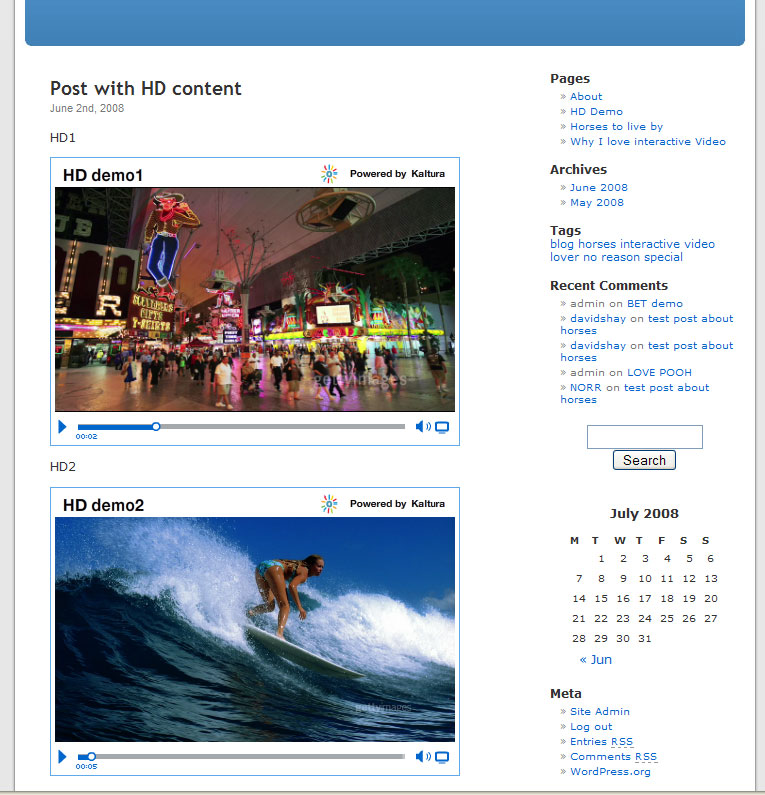 Post with HD content
June 2nd, 2008
HD1
HD demo1
Powered by Kaltura
UB
E R
T-SHIRTS
gettyimages
00:02
HD2
HD demo2
Powered by Kaltura
gettyimages
00:05
Pages
» About
» HD Demo
» Horses to live by
» Why I love interactive Video
Archives
» June 2008
» May 2008
Tags
blog horses interactive video
lover no reason special
Recent Comments
» admin on BET demo
» davidshay on test post about
horses
» davidshay on test post about
horses
» admin on LOVE POOH
» NORR on test post about
horses
Search
July 2008
M T W T F S S
1 2 3 4 5 6
7 8 9 10 11 12 13
14 15 16 17 18 19 20
21 22 23 24 25 26 27
28 29 30 31
« Jun
Meta
» Site Admin
» Log out
» Entries RSS
» Comments RSS
» WordPress.org